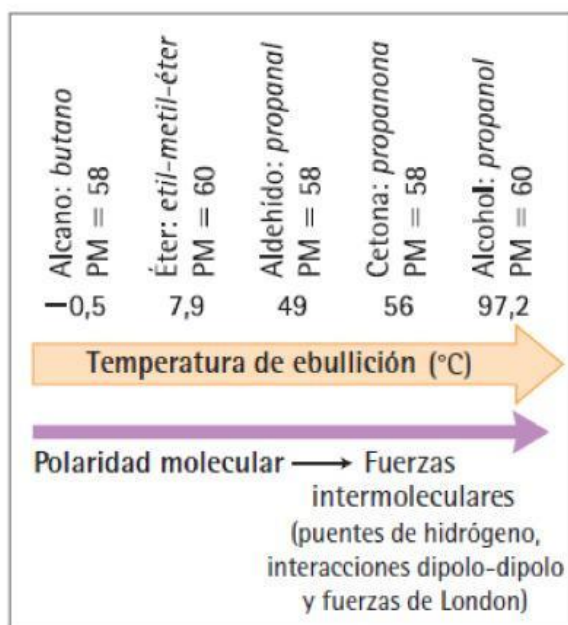 Alcano: butano
PM = 58
Éter: etil-metil-éter
PM = 60
Aldehído: propanal
PM = 58
Cetona: propanona
PM = 58
Alcohol: propanol
PM = 60
−0,5 7,9 49 56 97,2
Temperatura de ebullición (°C)
Polaridad molecular → Fuerzas
intermoleculares
(puentes de hidrógeno,
interacciones dipolo-dipolo
y fuerzas de London)